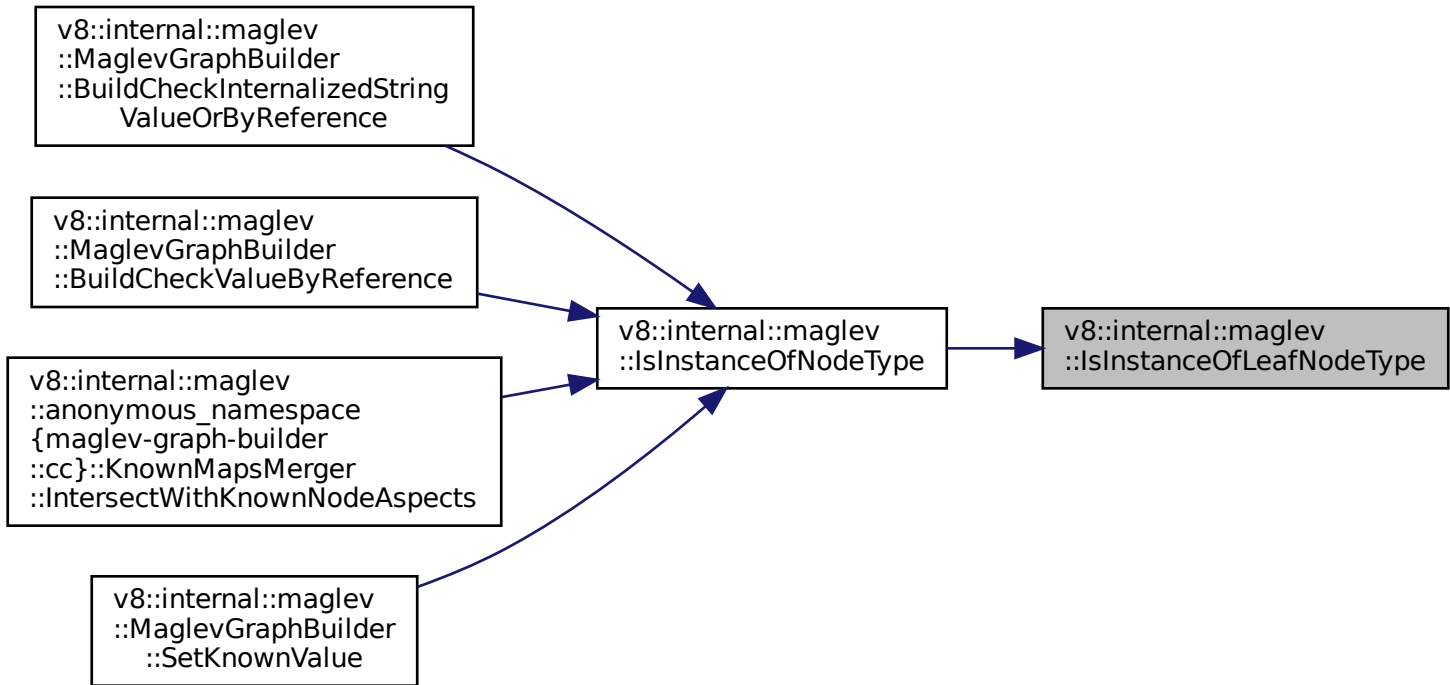 v8::internal::maglev
::MaglevGraphBuilder
::BuildCheckInternalizedString
ValueOrByReference
v8::internal::maglev
::MaglevGraphBuilder
::BuildCheckValueByReference
v8::internal::maglev
::anonymous_namespace
{maglev-graph-builder
::cc}::KnownMapsMerger
::IntersectWithKnownNodeAspects
v8::internal::maglev
::MaglevGraphBuilder
::SetKnownValue
v8::internal::maglev
::IsInstanceOfNodeType
v8::internal::maglev
::IsInstanceOfLeafNodeType